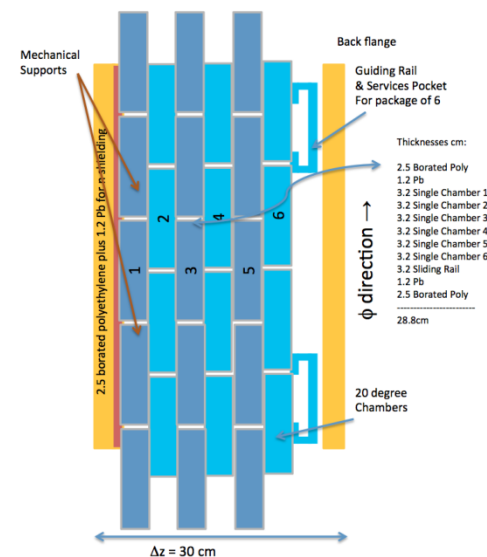 Back flange
Mechanical
Supports
Guiding Rail
& Services Pocket
For package of 6
2.5 borated polyethylene plus 1.2 Pb for n shielding
1
2
3
4
5
6
Thicknesses cm:
2.5 Borated Poly
1.2 Pb
3.2 Single Chamber 1
3.2 Single Chamber 2
3.2 Single Chamber 3
3.2 Single Chamber 4
3.2 Single Chamber 5
3.2 Single Chamber 6
3.2 Sliding Rail
1.2 Pb
2.5 Borated Poly
------------------------
28.8cm
ϕ direction →
20 degree
Chambers
Δz = 30 cm